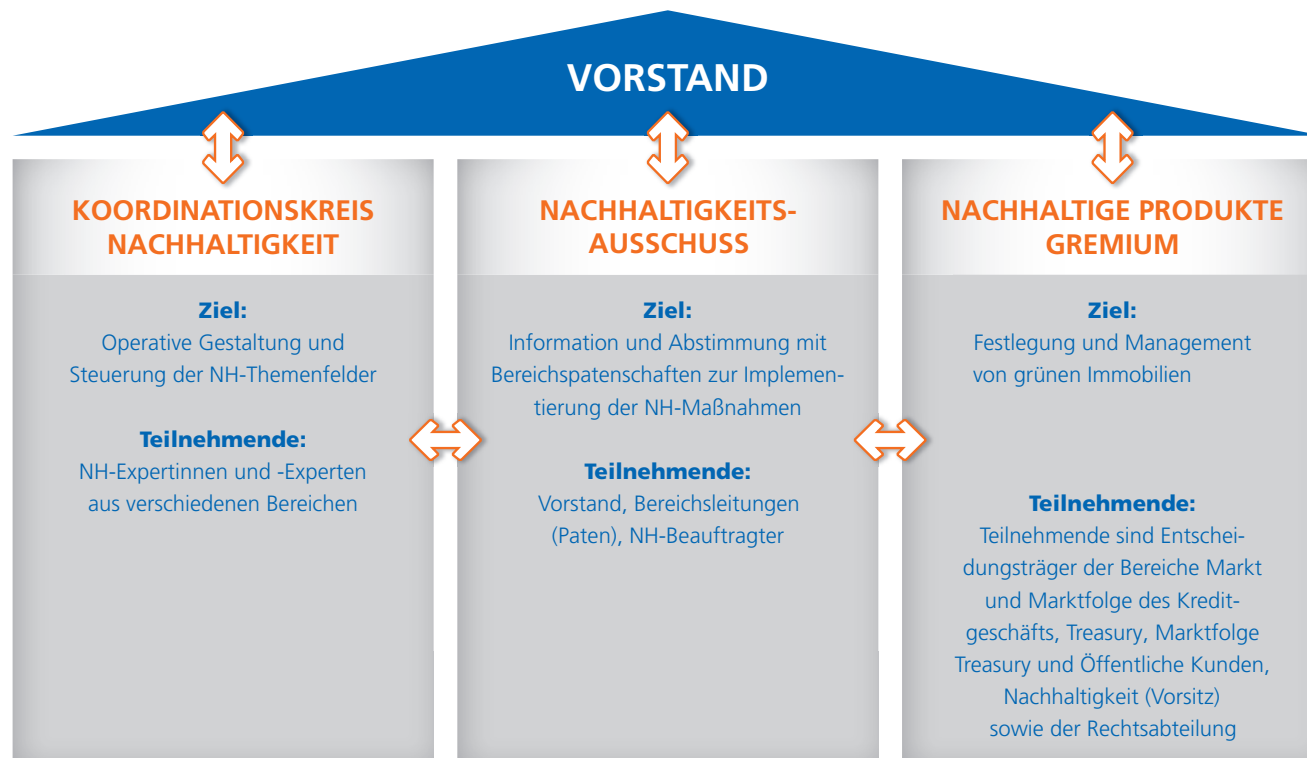 VORSTAND
KOORDINATIONSKREIS
NACHHALTIGKEIT
Ziel:
Operative Gestaltung und
Steuerung der NH-Themenfelder
Teilnehmende:
NH-Expertinnen und -Experten
aus verschiedenen Bereichen
NACHHALTIGKEITS-
AUSSCHUSS
Ziel:
Information und Abstimmung mit
Bereichspatenschaften zur Implemen-
tierung der NH-Maßnahmen
Teilnehmende:
Vorstand, Bereichsleitungen
(Paten), NH-Beauftragter
NACHHALTIGE PRODUKTE
GREMIUM
Ziel:
Festlegung und Management
von grünen Immobilien
Teilnehmende:
Teilnehmende sind Entschei-
dungsträger der Bereiche Markt
und Marktfolge des Kredit-
geschäfts, Treasury, Marktfolge
Treasury und Öffentliche Kunden,
Nachhaltigkeit (Vorsitz)
sowie der Rechtsabteilung